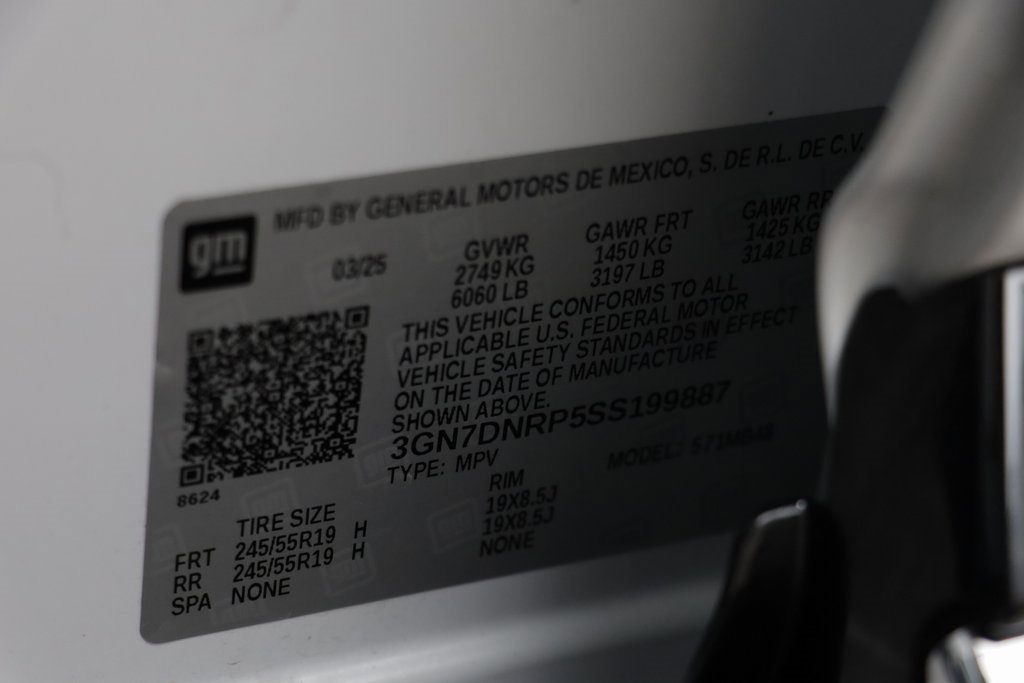 gm
MFD BY GENERAL MOTORS DE MEXICO, S. DE R.L. DE C.V.
03/25
GVWR
2749 KG
6060 LB
GAWR FRT
1450 KG
3197 LB
GAWR RR
1425 KG
3142 LB
THIS VEHICLE CONFORMS TO ALL
APPLICABLE U.S. FEDERAL MOTOR
VEHICLE SAFETY STANDARDS IN EFFECT
ON THE DATE OF MANUFACTURE
SHOWN ABOVE.
3GN7DNRP5SS199887
TYPE: MPV
MODEL:
8624
TIRE SIZE
RIM
FRT 245/55R19 H 19X8.5J
RR 245/55R19 H 19X8.5J
SPA NONE NONE